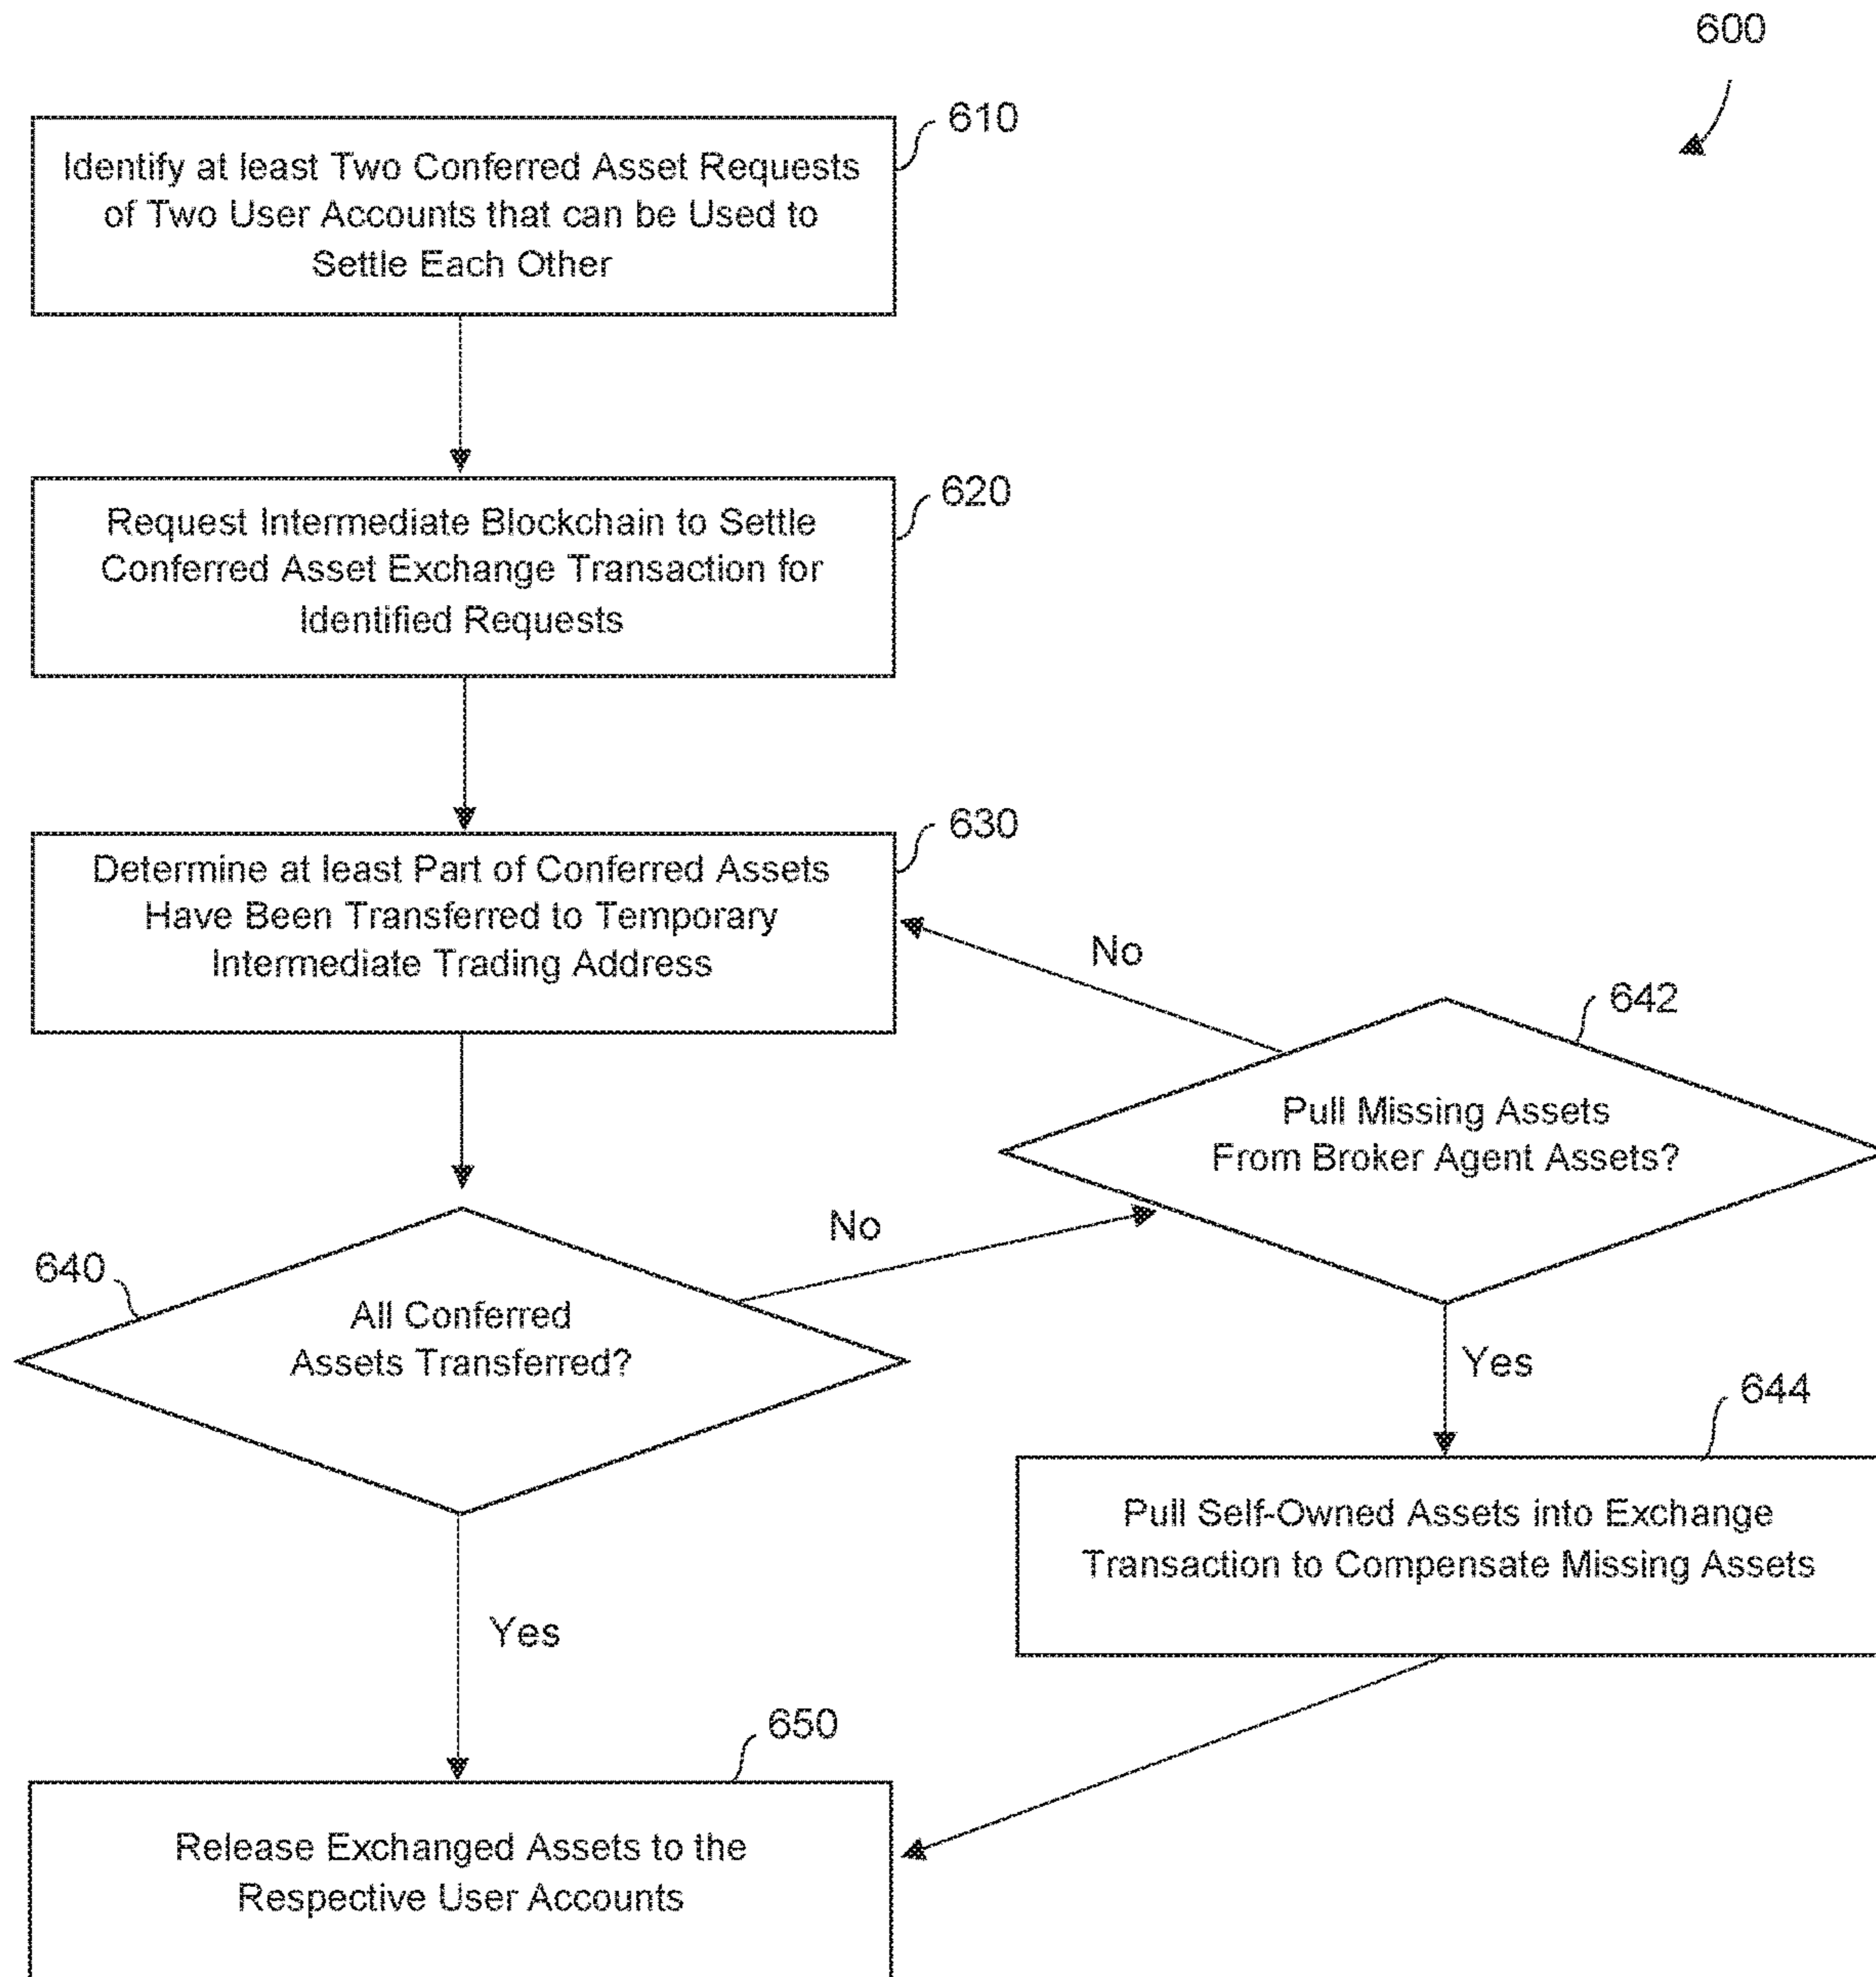 600
610
Identify at least Two Conferred Asset Requests
of Two User Accounts that can be Used to
Settle Each Other
620
Request Intermediate Blockchain to Settle
Conferred Asset Exchange Transaction for
Identified Requests
630
Determine at least Part of Conferred Assets
Have Been Transferred to Temporary
Intermediate Trading Address
No
642
Pull Missing Assets
From Broker Agent Assets?
No
640
All Conferred
Assets Transferred?
Yes
644
Pull Self-Owned Assets into Exchange
Transaction to Compensate Missing Assets
Yes
650
Release Exchanged Assets to the
Respective User Accounts